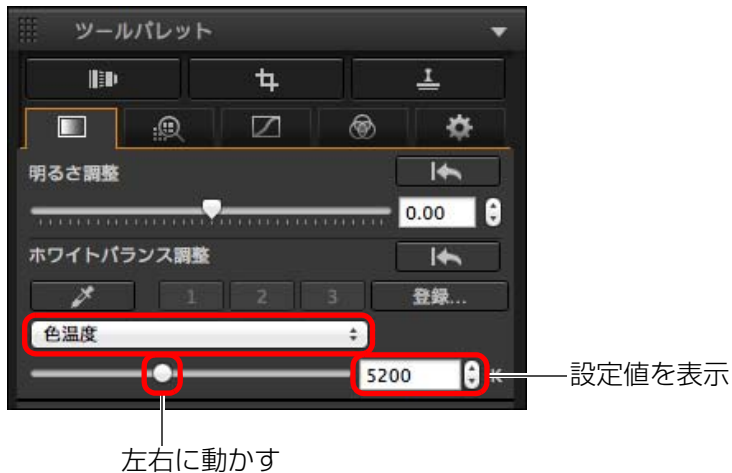 ツールパレット
明るさ調整
0.00
ホワイトバランス調整
1 2 3 登録...
色温度
5200 K
設定値を表示
左右に動かす